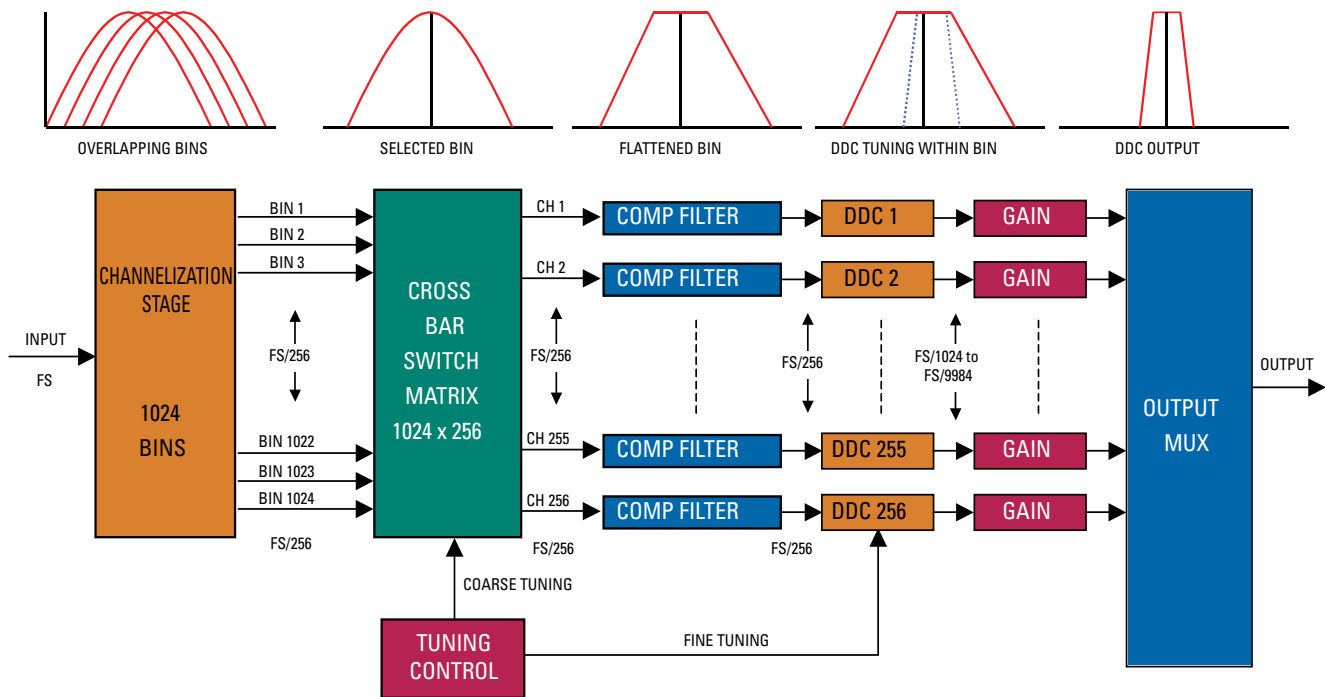 OVERLAPPING BINS
SELECTED BIN
FLATTENED BIN
DDC TUNING WITHIN BIN
DDC OUTPUT
INPUT
FS
CHANNELIZATION
STAGE
1024
BINS
BIN 1
BIN 2
BIN 3
FS/256
BIN 1022
BIN 1023
BIN 1024
FS/256
CROSS
BAR
SWITCH
MATRIX
1024 x 256
CH 1
CH 2
FS/256
CH 255
CH 256
FS/256
COMP FILTER
COMP FILTER
COMP FILTER
COMP FILTER
FS/256
FS/256
DDC 1
DDC 2
DDC 255
DDC 256
FS/1024 to
FS/9984
GAIN
GAIN
GAIN
GAIN
OUTPUT
MUX
OUTPUT
COARSE TUNING
TUNING
CONTROL
FINE TUNING